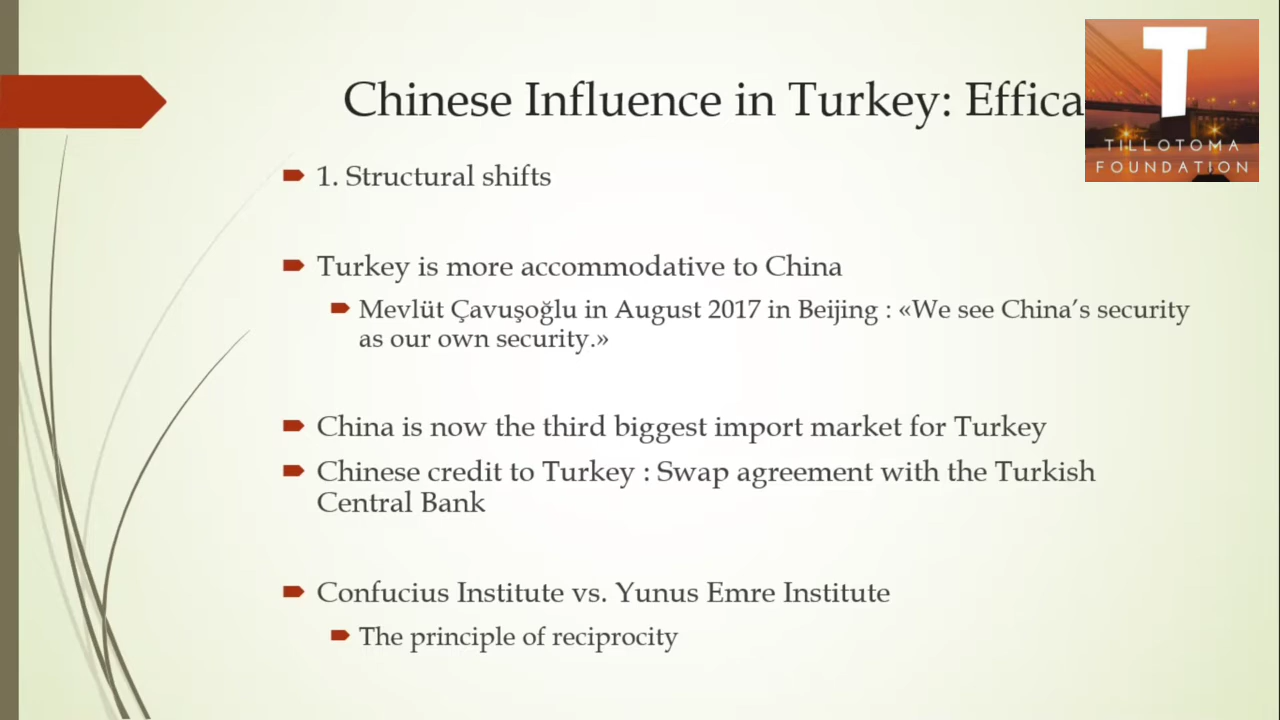 Chinese Influence in Turkey: Effica
T
TILLOTOMA
FOUNDATION
1. Structural shifts
Turkey is more accommodative to China
Mevlüt Çavuşoğlu in August 2017 in Beijing : «We see China’s security
as our own security.»
China is now the third biggest import market for Turkey
Chinese credit to Turkey : Swap agreement with the Turkish
Central Bank
Confucius Institute vs. Yunus Emre Institute
The principle of reciprocity